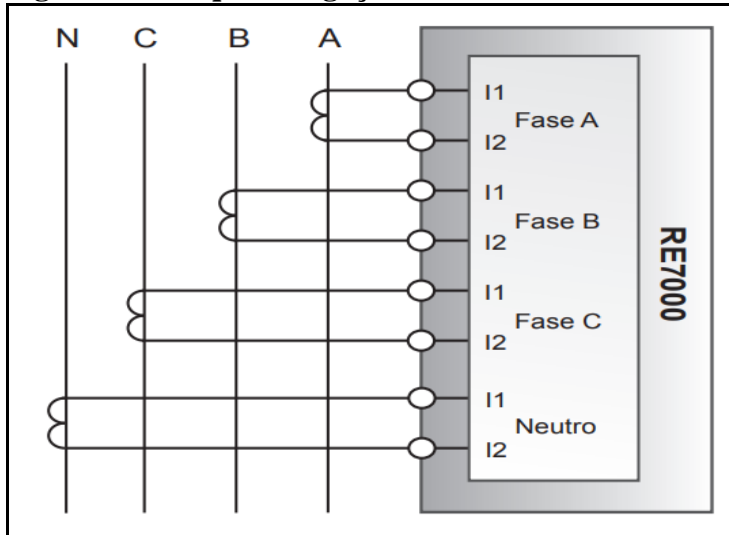 N C B A
I1
Fase A
I2
I1
Fase B
I2
I1
Fase C
I2
I1
Neutro
I2
RE7000